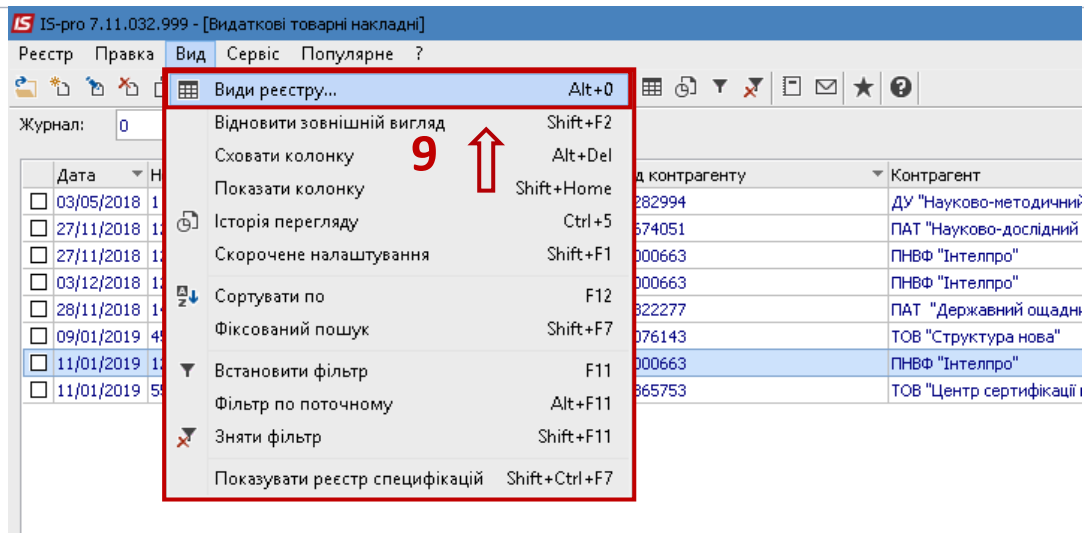 IS-pro 7.11.032.999 - [Видаткові товарні накладні]
Реєстр Правка Вид Сервіс Популярне ?
Журнал: 0
Види реєстру... Alt+0
Відновити зовнішній вигляд Shift+F2
Сховати колонку Alt+Del
Показати колонку Shift+Home
Історія перегляду Ctrl+5
Скорочене налаштування Shift+F1
Сортувати по F12
Фіксований пошук Shift+F7
Встановити фільтр F11
Фільтр по поточному Alt+F11
Зняти фільтр Shift+F11
Показувати реєстр специфікацій Shift+Ctrl+F7
9
Дата контрагенту Контрагент
03/05/2018 282994 ДУ "Науково-методичний
27/11/2018 574051 ПАТ "Науково-дослідний
27/11/2018 000663 ПНВФ "Інтелпро"
03/12/2018 000663 ПНВФ "Інтелпро"
28/11/2018 322277 ПАТ "Державний
09/01/2019 076143 ТОВ "Структура нова"
11/01/2019 000663 ПНВФ "Інтелпро"
11/01/2019 365753 ТОВ "Центр сертифікації